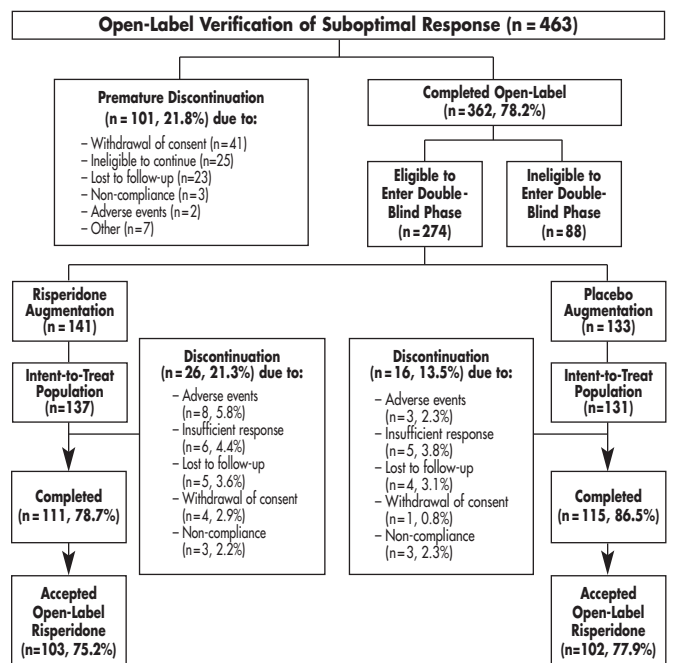 Open-Label Verification of Suboptimal Response (n = 463)
Premature Discontinuation
(n = 101, 21.8%) due to:
– Withdrawal of consent (n=41)
– Ineligible to continue (n=25)
– Lost to follow-up (n=23)
– Non-compliance (n=3)
– Adverse events (n=2)
– Other (n=7)
Completed Open-Label
(n=362, 78.2%)
Eligible to
Enter Double-
Blind Phase
(n=274)
Ineligible to
Enter Double-
Blind Phase
(n=88)
Risperidone
Augmentation
(n=141)
Placebo
Augmentation
(n=133)
Intent-to-Treat
Population
(n=137)
Discontinuation
(n=26, 21.3%) due to:
– Adverse events
(n=8, 5.8%)
– Insufficient response
(n=6, 4.4%)
– Lost to follow-up
(n=5, 3.6%)
– Withdrawal of consent
(n=4, 2.9%)
– Non-compliance
(n=3, 2.2%)
Discontinuation
(n=16, 13.5%) due to:
– Adverse events
(n=3, 2.3%)
– Insufficient response
(n=5, 3.8%)
– Lost to follow-up
(n=4, 3.1%)
– Withdrawal of consent
(n=1, 0.8%)
– Non-compliance
(n=3, 2.3%)
Intent-to-Treat
Population
(n=131)
Completed
(n=111, 78.7%)
Completed
(n=115, 86.5%)
Accepted
Open-Label
Risperidone
(n=103, 75.2%)
Accepted
Open-Label
Risperidone
(n=102, 77.9%)